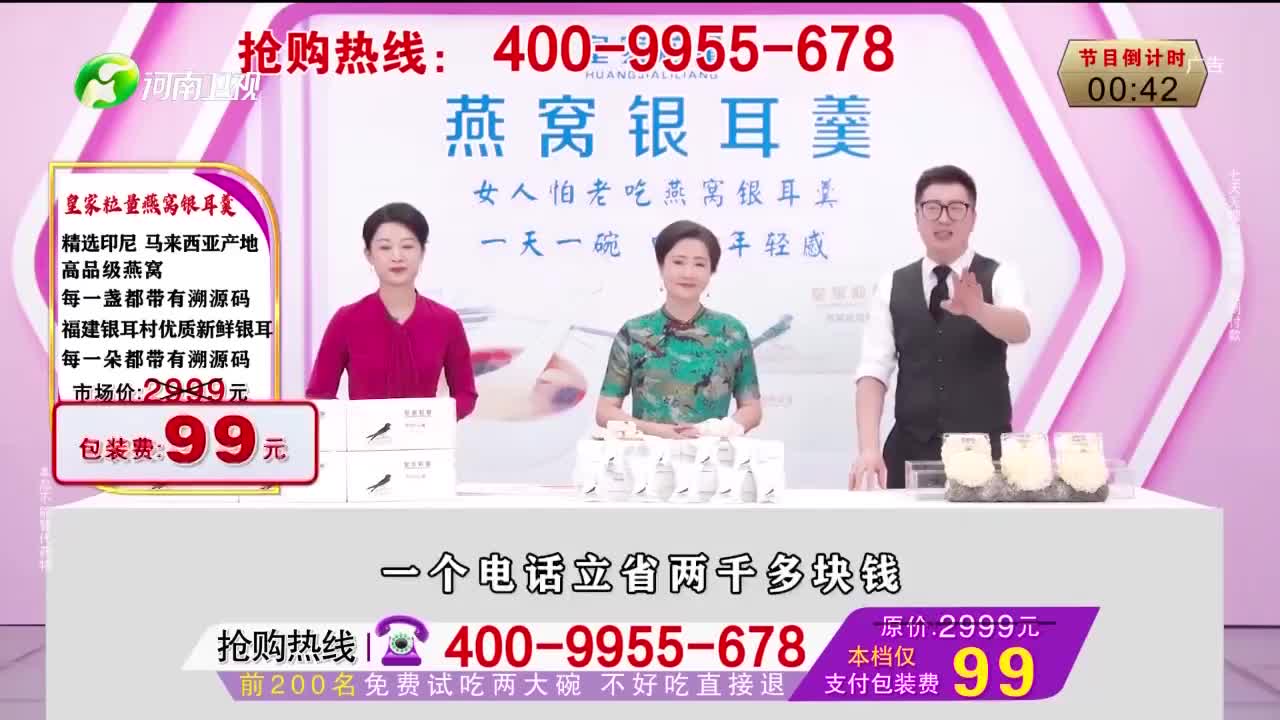 抢购热线: 400-9955-678
河南卫视
节目倒计时
广告
00:42
HUANGJIALILIANG
燕窝银耳羹
女人怕老吃燕窝银耳羹
一天一碗 年轻感
皇家粒量燕窝银耳羹
精选印尼 马来西亚产地
高品级燕窝
每一盏都带有溯源码
福建银耳村优质新鲜银耳
每一朵都带有溯源码
市场价:2999元
包装费:99元
一个电话立省两千多块钱
抢购热线 400-9955-678
前200名免费试吃两大碗 不好吃直接退
原价:2999元
本档仅
支付包装费 99